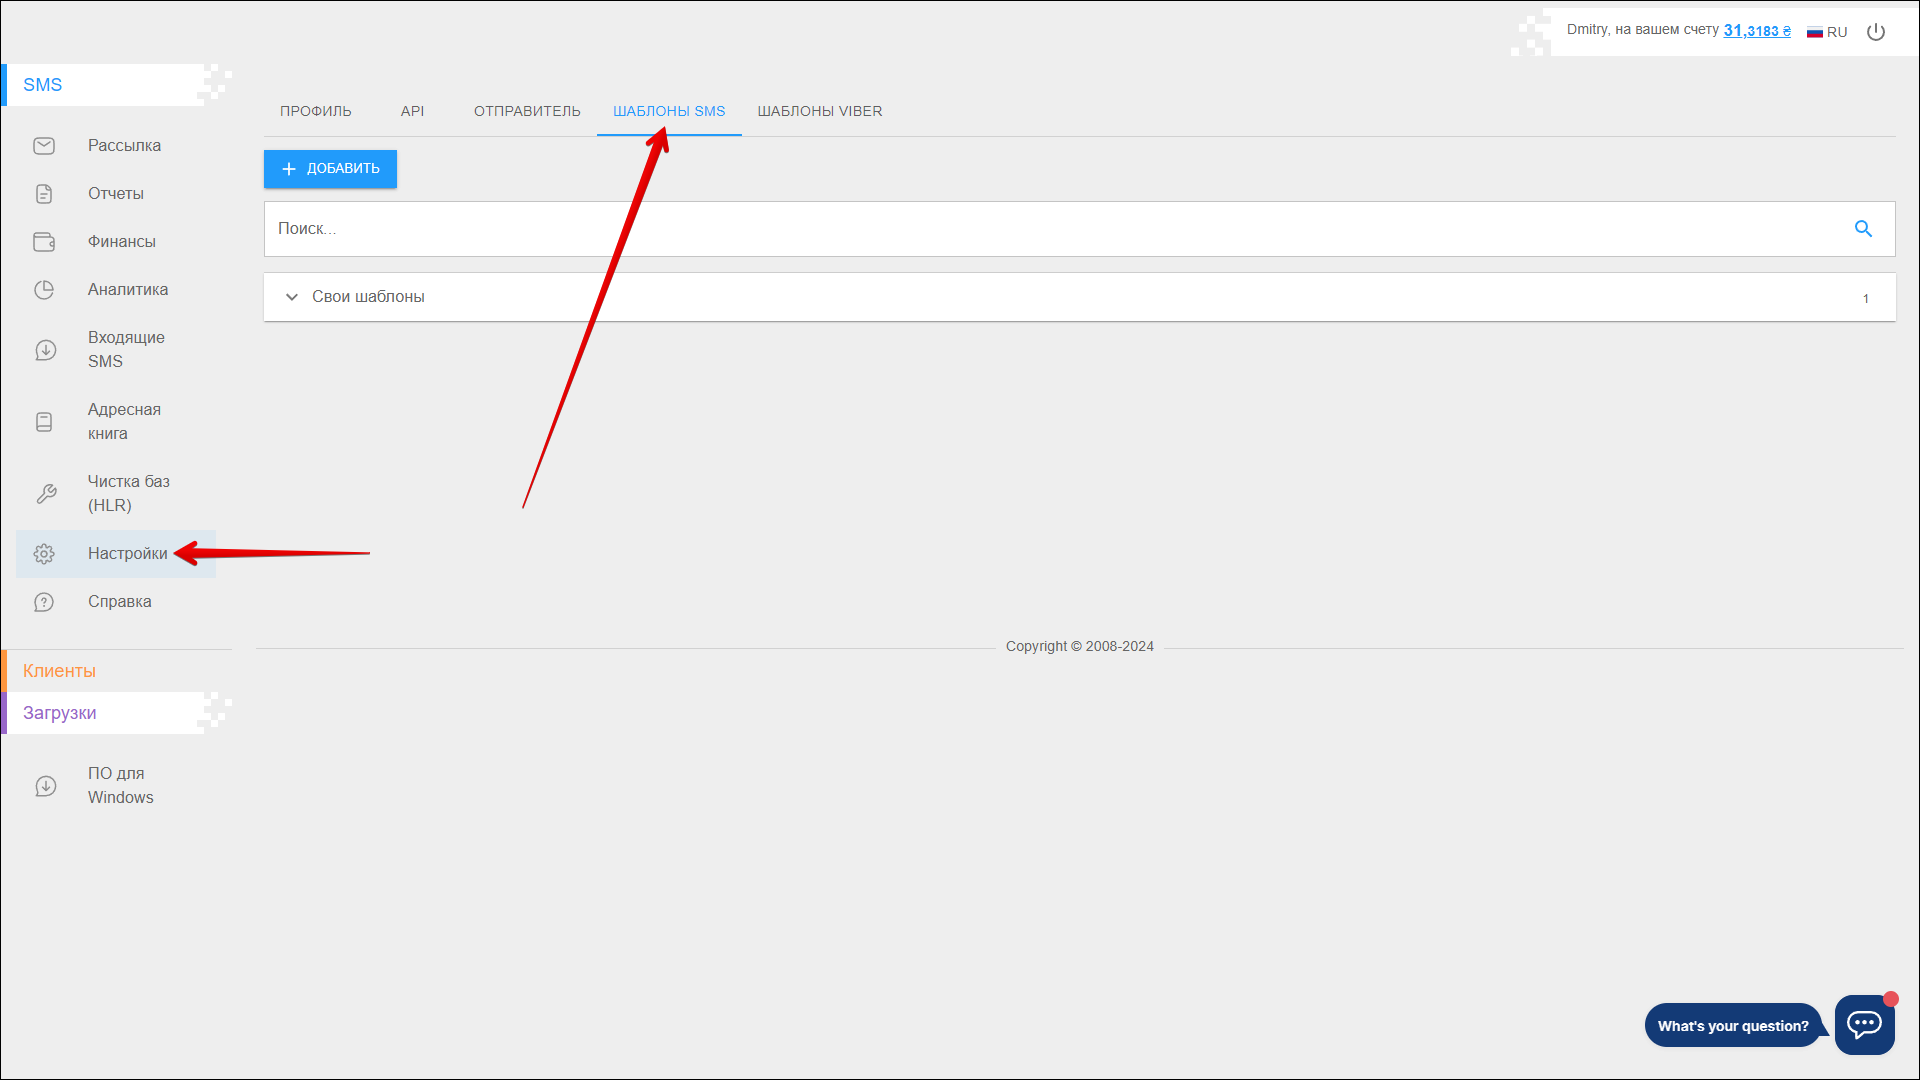 Dmitry, на вашем счету 31,3183 ₴ RU
SMS
Рассылка
Отчеты
Финансы
Аналитика
Входящие
SMS
Адресная
книга
Чистка баз
(HLR)
Настройки
Справка
Клиенты
Загрузки
ПО для
Windows
ПРОФИЛЬ API ОТПРАВИТЕЛЬ ШАБЛОНЫ SMS ШАБЛОНЫ VIBER
ДОБАВИТЬ
Поиск...
Свои шаблоны 1
Copyright © 2008-2024
What's your question?